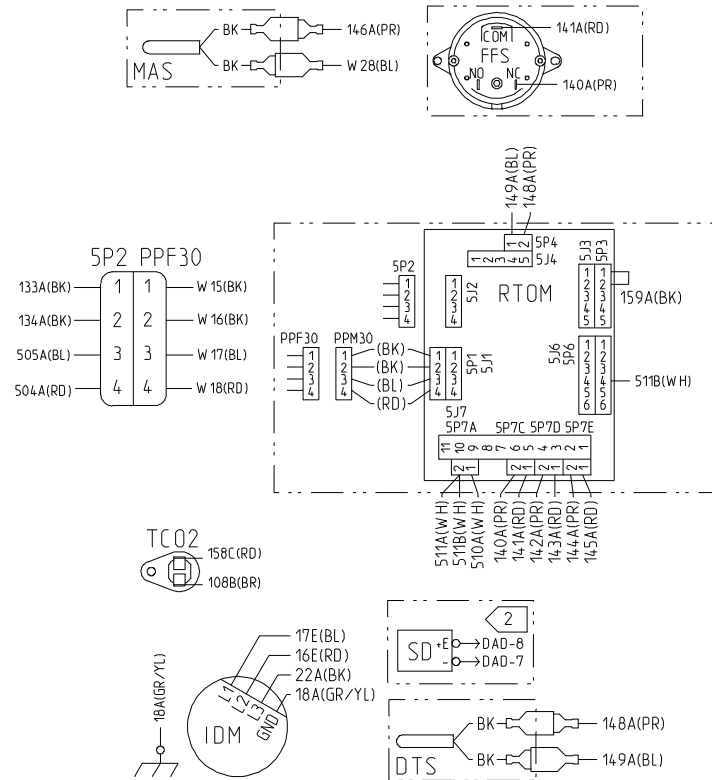 BK
146A(PR)
BK
W 28(BL)
MAS
141A(RD)
COM
FFS
NO
NC
140A(PR)
149A(BL)
148A(PR)
5P2 PPF30
133A(BK)
1
1
W 15(BK)
134A(BK)
2
2
W 16(BK)
505A(BL)
3
3
W 17(BL)
504A(RD)
4
4
W 18(RD)
1 2
5P4
1 2 3 4 5
5J4
5P2
1
2
3
4
5J2
1
2
3
4
RTOM
5J3
5P3
1 1
2 2
3 3
4 4
5 5
159A(BK)
PPF30
1
2
3
4
PPM30
1
2
3
4
(BK)
(BK)
(BL)
(RD)
1 1
2 2
3 3
4 4
5P1
5J1
5J6
5P6
1 1
2 2
3 3
4 4
5 5
6 6
511B(WH)
5J7
5P7A
5P7C
5P7D
5P7E
11 10 9 8 7 6 5 4 3 2 1
2 1
2 1
2 1
2 1
511A(WH)
511B(WH)
510A(WH)
140A(PR)
141A(RD)
142A(PR)
143A(RD)
144A(PR)
145A(RD)
TCO2
158C(RD)
108B(BR)
17E(BL)
16E(RD)
22A(BK)
18A(GR/YL)
L1
L2
L3
GND
IDM
18A(GR/YL)
2
SD
+E
DAD-8
-
DAD-7
BK
148A(PR)
BK
149A(BL)
DTS